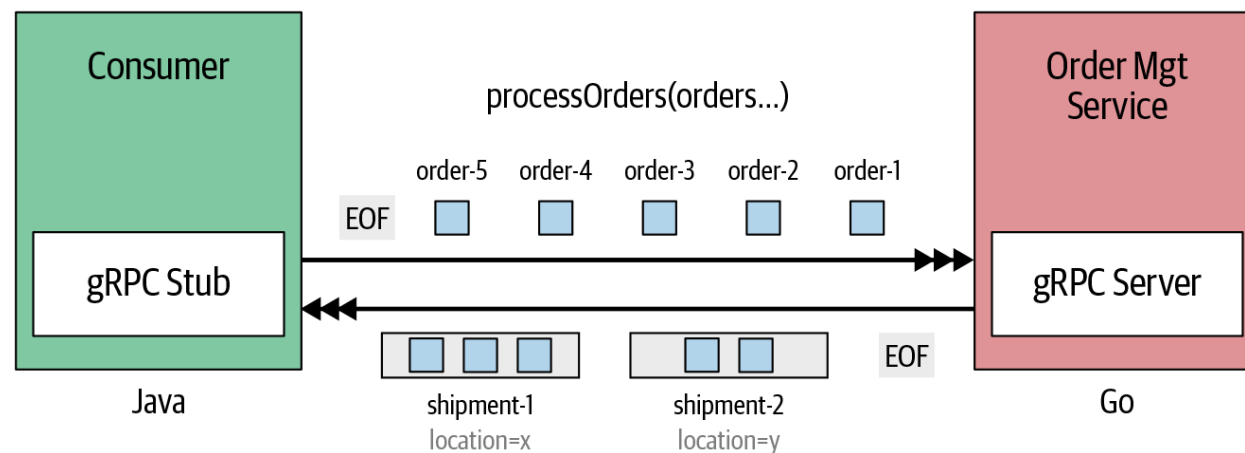 Consumer
Order Mgt
Service
processOrders(orders...)
order-5 order-4 order-3 order-2 order-1
EOF
gRPC Stub
gRPC Server
EOF
Java
shipment-1 shipment-2
Go
location=x location=y